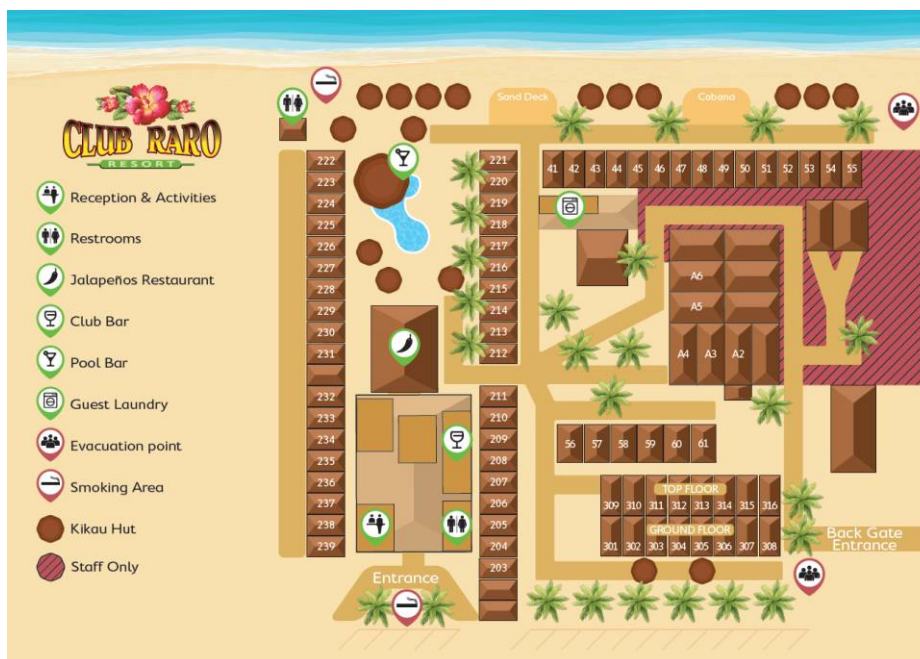 CLUB RARO
RESORT
Reception & Activities
Restrooms
Jalapeños Restaurant
Club Bar
Pool Bar
Guest Laundry
Evacuation point
Smoking Area
Kikau Hut
Staff Only
Sand Deck
Cabana
222
223
224
225
226
227
228
229
230
231
232
233
234
235
236
237
238
239
221
220
219
218
217
216
215
214
213
212
211
210
209
208
207
206
205
204
203
41 42 43 44 45 46 47 48 49 50 51 52 53 54 55
A6
A5
A4 A3 A2
56 57 58 59 60 61
TOP FLOOR
309 310 311 312 313 314 315 316
GROUND FLOOR
301 302 303 304 305 306 307 308
Back Gate
Entrance
Entrance